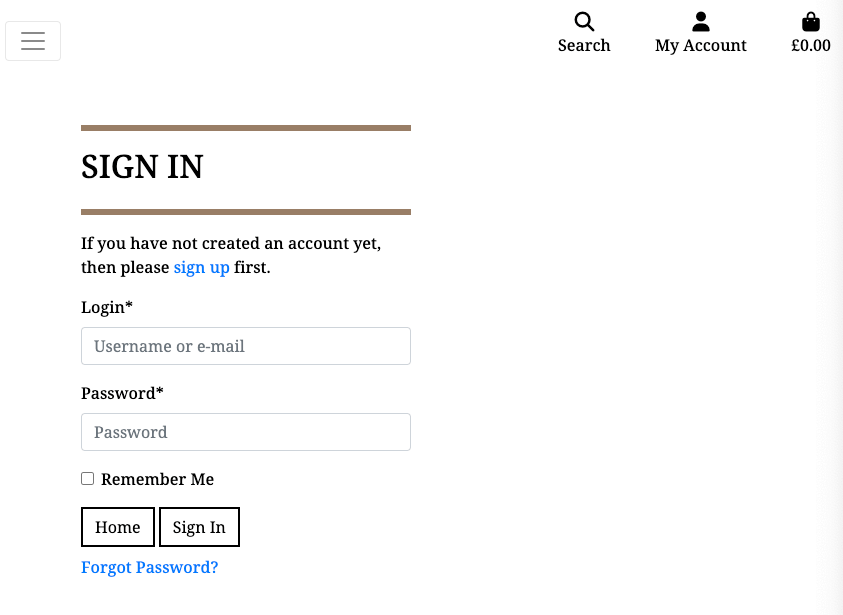 Search
My Account
£0.00
SIGN IN
If you have not created an account yet,
then please sign up first.
Login*
Username or e-mail
Password*
Password
Remember Me
Home
Sign In
Forgot Password?